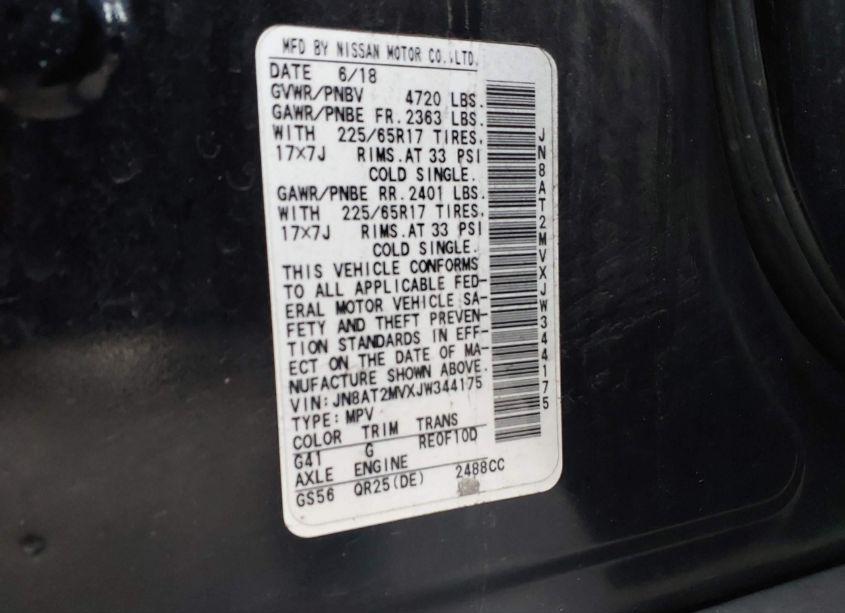 MFD BY NISSAN MOTOR CO.,LTD.
DATE 6/18
GVWR/PNBV 4720 LBS.
GAWR/PNBE FR. 2363 LBS.
WITH 225/65R17 TIRES.
17×7J RIMS.AT 33 PSI
COLD SINGLE.
GAWR/PNBE RR. 2401 LBS.
WITH 225/65R17 TIRES.
17×7J RIMS.AT 33 PSI
COLD SINGLE.
THIS VEHICLE CONFORMS
TO ALL APPLICABLE FED-
ERAL MOTOR VEHICLE SA-
FETY AND THEFT PREVEN-
TION STANDARDS IN EFF-
ECT ON THE DATE OF MA-
NUFACTURE SHOWN ABOVE.
VIN: JN8AT2MVXJW344175
TYPE: MPV
COLOR TRIM TRANS
G41 G RE0F10D
AXLE ENGINE
GS56 QR25(DE) 2488CC
JN8AT2MVXJW344175